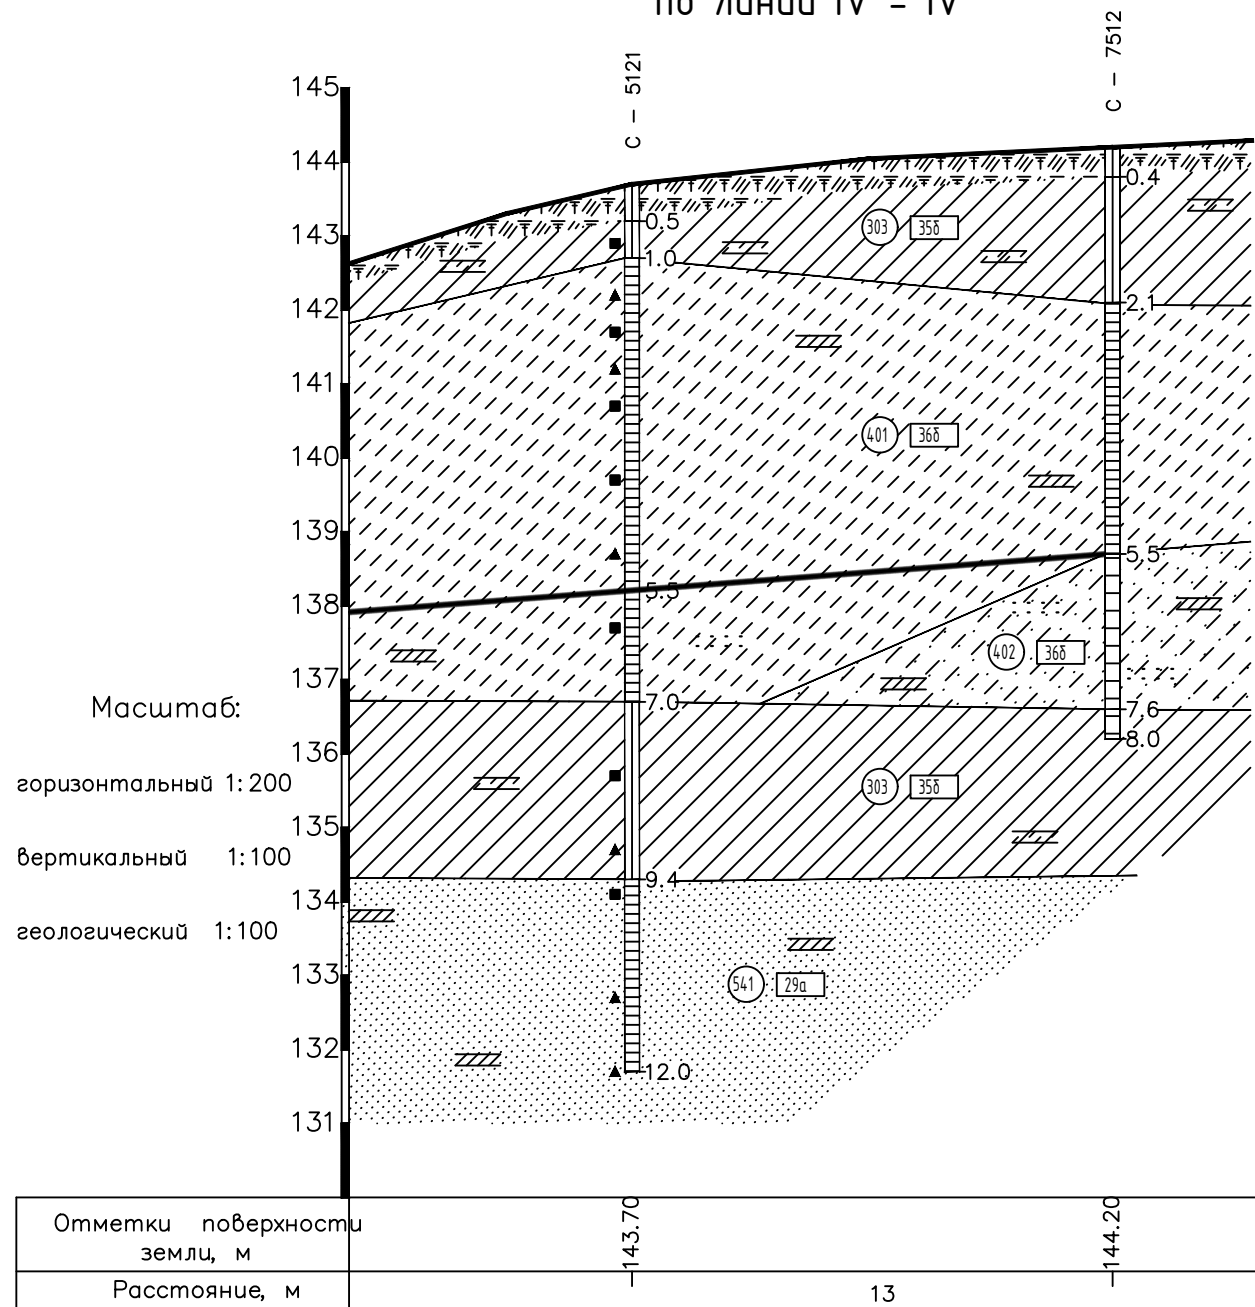 по линии IV - IV
С - 5121
С - 7512
145
144
143
142
141
140
139
138
137
136
135
134
133
132
131
0.5
1.0
5.5
7.0
9.4
12.0
0.4
2.1
5.5
7.6
8.0
303 35б
401 36б
402 36б
303 35б
541 29а
Масштаб:
горизонтальный 1:200
вертикальный 1:100
геологический 1:100
Отметки поверхности
земли, м
143.70
144.20
Расстояние, м
13